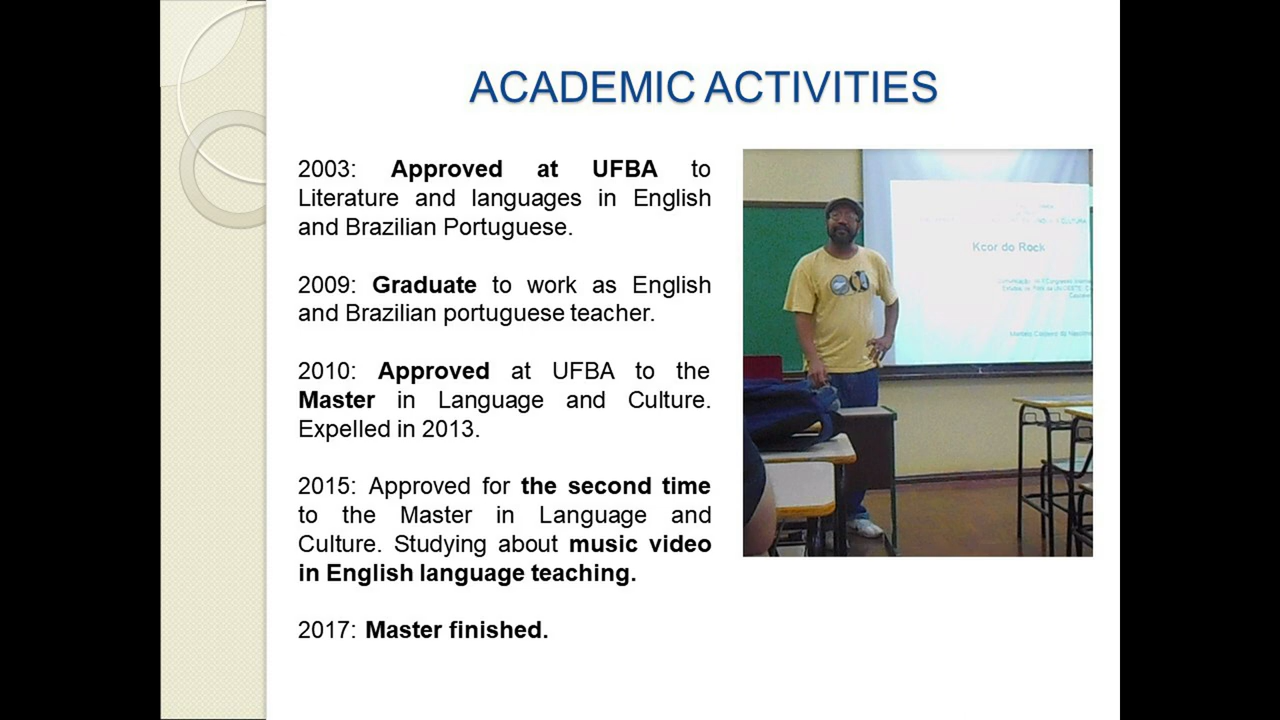 ACADEMIC ACTIVITIES
2003: Approved at UFBA to
Literature and languages in English
and Brazilian Portuguese.
2009: Graduate to work as English
and Brazilian portuguese teacher.
2010: Approved at UFBA to the
Master in Language and Culture.
Expelled in 2013.
2015: Approved for the second time
to the Master in Language and
Culture. Studying about music video
in English language teaching.
2017: Master finished.
Kcor do Rock